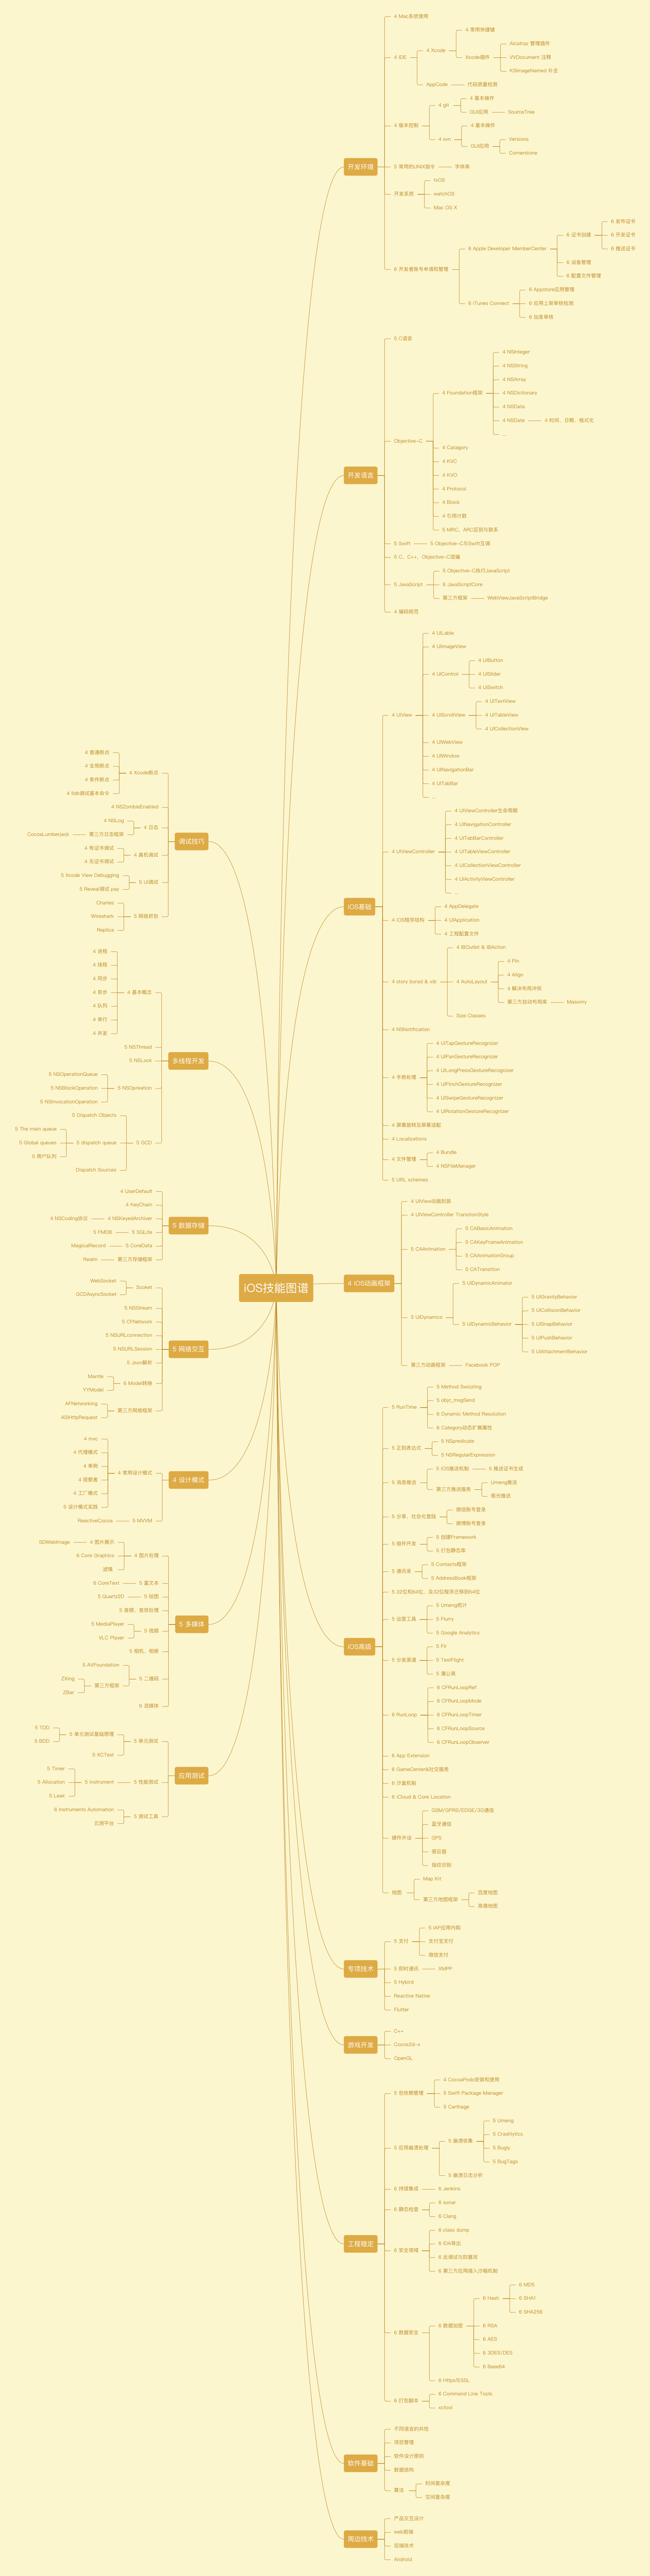 iOS技能图谱
开发环境
4 Mac系统使用
4 IDE
4 Xcode
4 常用快捷键
Xcode插件
Alcatraz 管理插件
VVDocument 注释
KSImageNamed 补全
AppCode
代码质量检测
4 版本控制
4 git
4 基本操作
GUI应用
SourceTree
4 svn
4 基本操作
GUI应用
Versions
Cornerstone
5 常用的UNIX指令
字体库
开发系统
tvOS
watchOS
Mac OS X
6 开发者账号申请和管理
6 Apple Developer MemberCenter
6 证书创建
6 发布证书
6 开发证书
6 推送证书
6 设备管理
6 配置文件管理
6 iTunes Connect
6 Appstore应用管理
6 应用上架审核检测
6 加急审核
开发语言
5 C语言
Objective-C
4 Foundation框架
4 NSInteger
4 NSString
4 NSArray
4 NSDictionary
4 NSData
4 NSDate
4 时间、日期、格式化
...
4 Catagory
4 KVC
4 KVO
4 Protocol
4 Block
4 引用计数
5 MRC、ARC区别与联系
5 Swift
5 Objective-C与Swift互调
5 C、C++、Objective-C混编
5 JavaScript
5 Objective-C执行JavaScript
6 JavaScriptCore
第三方框架
WebViewJavaScriptBridge
4 编码规范
iOS基础
4 UIView
4 UILable
4 UIImageView
4 UIControl
4 UIButton
4 UISlider
4 UISwitch
4 UIScrollView
4 UITextView
4 UITableView
4 UICollectionView
4 UIWebView
4 UIWindow
4 UINavigationBar
4 UITabBar
...
4 UIViewController
4 UIViewController生命周期
4 UINavigationController
4 UITabBarController
4 UITableViewController
4 UICollectionViewController
4 UIActivityViewController
...
4 iOS程序结构
4 AppDelegate
4 UIApplication
4 工程配置文件
4 story borad & xib
4 IBOutlet & IBAction
4 AutoLayout
4 Pin
4 Align
4 解决布局冲突
第三方自动布局库
Masonry
Size Classes
4 NSNotification
4 手势处理
4 UITapGestureRecognizer
4 UIPanGestureRecognizer
4 UILongPressGestureRecognizer
4 UIPinchGestureRecognizer
4 UISwipeGestureRecognizer
4 UIRotationGestureRecognizer
4 屏幕旋转及屏幕适配
4 Localizations
4 文件管理
4 Bundle
4 NSFileManager
5 URL schemes
4 iOS动画框架
4 UIView动画封装
4 UIViewController TransitionStyle
5 CAAnimation
5 CABasicAnimation
5 CAKeyFrameAnimation
5 CAAnimationGroup
5 CATransition
5 UIDynamics
5 UIDynamicAnimator
5 UIDynamicBehavior
5 UIGravityBehavior
5 UICollisionBehavior
5 UISnapBehavior
5 UIPushBehavior
5 UIAttachmentBehavior
第三方动画框架
Facebook POP
iOS高级
5 RunTime
5 Method Swizzling
5 objc_msgSend
6 Dynamic Method Resolution
6 Category动态扩展属性
5 正则表达式
5 NSpredicate
5 NSRegularExpression
5 消息推送
5 iOS推送机制
5 推送证书生成
第三方推送服务
Umeng推送
极光推送
5 分享、社会化登陆
微信账号登录
微博账号登录
5 组件开发
5 创建Framework
5 打包静态库
5 通讯录
5 Contacts框架
5 AddressBook框架
5 32位和64位、及32位程序迁移到64位
5 运营工具
5 Umeng统计
5 Flurry
5 Google Analytics
5 分发渠道
5 Fir
5 TestFlight
5 蒲公英
6 RunLoop
6 CFRunLoopRef
6 CFRunLoopMode
6 CFRunLoopTimer
6 CFRunLoopSource
6 CFRunLoopObserver
6 App Extension
6 GameCenter&社交服务
6 沙盒机制
6 iCloud & Core Location
硬件外设
GSM/GPRS/EDGE/3G通信
蓝牙通信
GPS
感应器
指纹识别
地图
Map Kit
第三方地图框架
百度地图
高德地图
专项技术
5 支付
5 IAP应用内购
支付宝支付
微信支付
5 即时通讯
XMPP
5 Hybird
Reactive Native
Flutter
游戏开发
C++
Cocos2d-x
OpenGL
工程稳定
5 包依赖管理
4 CocoaPods安装和使用
5 Swift Package Manager
5 Carthage
5 应用崩溃处理
5 崩溃收集
5 Umeng
5 Crashlytics
5 Bugly
5 BugTags
5 崩溃日志分析
6 持续集成
6 Jenkins
6 静态检查
6 sonar
6 Clang
6 安全领域
6 class dump
6 IDA导出
6 反调试与防篡改
6 第三方应用插入沙箱机制
6 数据安全
6 数据加密
6 Hash
6 MD5
6 SHA1
6 SHA256
6 RSA
6 AES
6 3DES/DES
6 Base64
6 Https/ESSL
6 打包脚本
6 Command Line Tools
xctool
软件基础
不同语言的共性
项目管理
软件设计原则
数据结构
算法
时间复杂度
空间复杂度
周边技术
产品交互设计
web前端
后端技术
Android
调试技巧
4 Xcode断点
4 普通断点
4 全局断点
4 条件断点
4 lldb调试基本命令
4 NSZombieEnabled
4 日志
4 NSLog
第三方日志框架
CocoaLumberjack
4 真机调试
4 有证书调试
4 无证书调试
5 UI调试
5 Xcode View Debugging
5 Reveal调试 pay
5 网络抓包
Charles
Wireshark
Replica
多线程开发
4 基本概念
4 进程
4 线程
4 同步
4 异步
4 队列
4 串行
4 并发
5 NSThread
5 NSLock
5 NSOpreation
5 NSOperationQueue
5 NSBlockOperation
5 NSInvocationOperation
5 GCD
5 Dispatch Objects
5 dispatch queue
5 The main queue
5 Global queues
5 用户队列
Dispatch Sources
5 数据存储
4 UserDefault
4 KeyChain
4 NSKeyedArchiver
4 NSCoding协议
5 SQLite
5 FMDB
5 CoreData
MagicalRecord
第三方存储框架
Realm
5 网络交互
Socket
WebSocket
GCDAsyncSocket
5 NSStream
5 CFNetwork
5 NSURLconnection
5 NSURLSession
5 Json解析
6 Model转换
Mantle
YYModel
第三方网络框架
AFNetworking
ASIHttpRequest
4 设计模式
4 常用设计模式
4 mvc
4 代理模式
4 单例
4 观察者
4 工厂模式
5 设计模式实践
5 MVVM
ReactiveCocoa
5 多媒体
4 图片处理
4 图片展示
SDWebImage
6 Core Graphics
滤镜
5 富文本
6 CoreText
5 绘图
5 Quartz2D
5 音频、音效处理
5 视频
5 MediaPlayer
VLC Player
5 相机、相册
5 二维码
5 AVFoundation
第三方框架
ZXing
ZBar
6 流媒体
应用测试
5 单元测试
5 单元测试基础原理
5 TDD
5 BDD
5 XCTest
5 性能测试
5 Instrument
5 Timer
5 Allocation
5 Leak
5 测试工具
6 Instruments Automation
云测平台